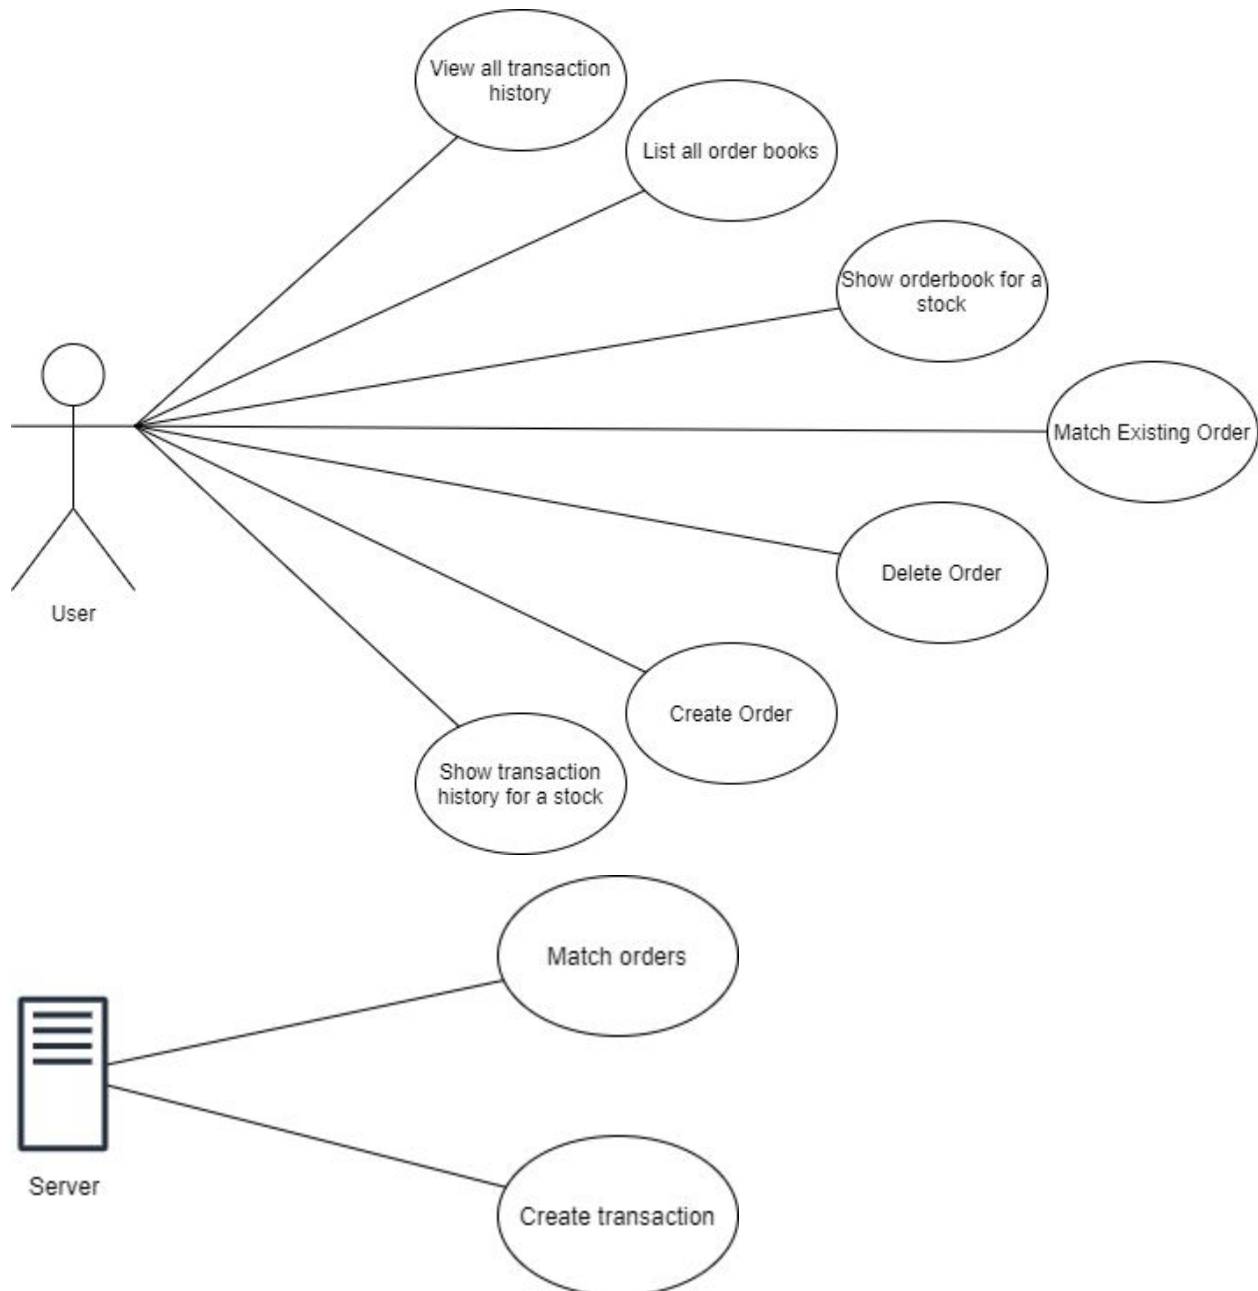 View all transaction
history
List all order books
Show orderbook for a
stock
Match Existing Order
Delete Order
User
Create Order
Show transaction
history for a stock
Match orders
Server
Create transaction